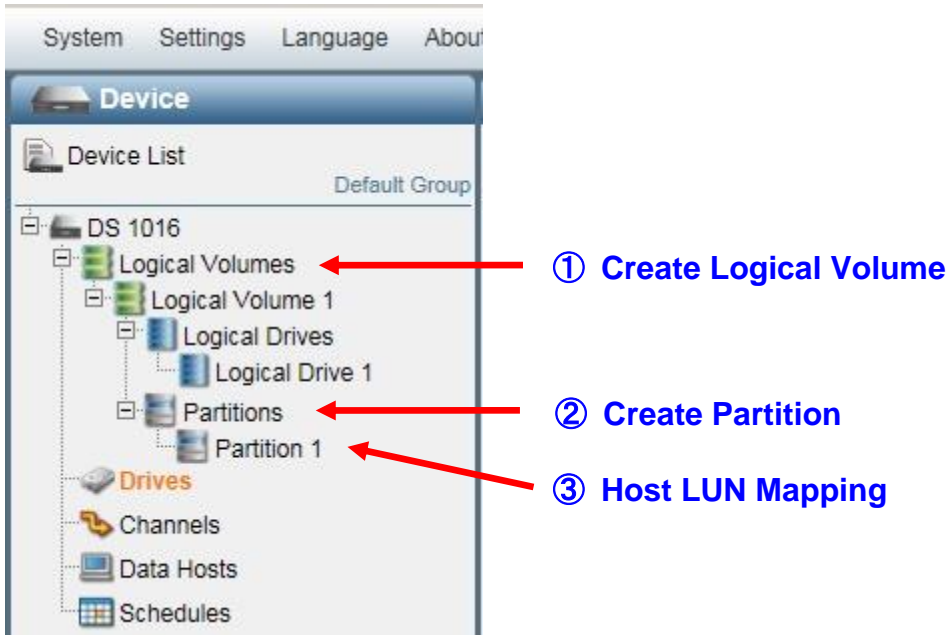 System Settings Language Abou
Device
Device List
Default Group
DS 1016
Logical Volumes
① Create Logical Volume
Logical Volume 1
Logical Drives
Logical Drive 1
Partitions
② Create Partition
Partition 1
③ Host LUN Mapping
Drives
Channels
Data Hosts
Schedules